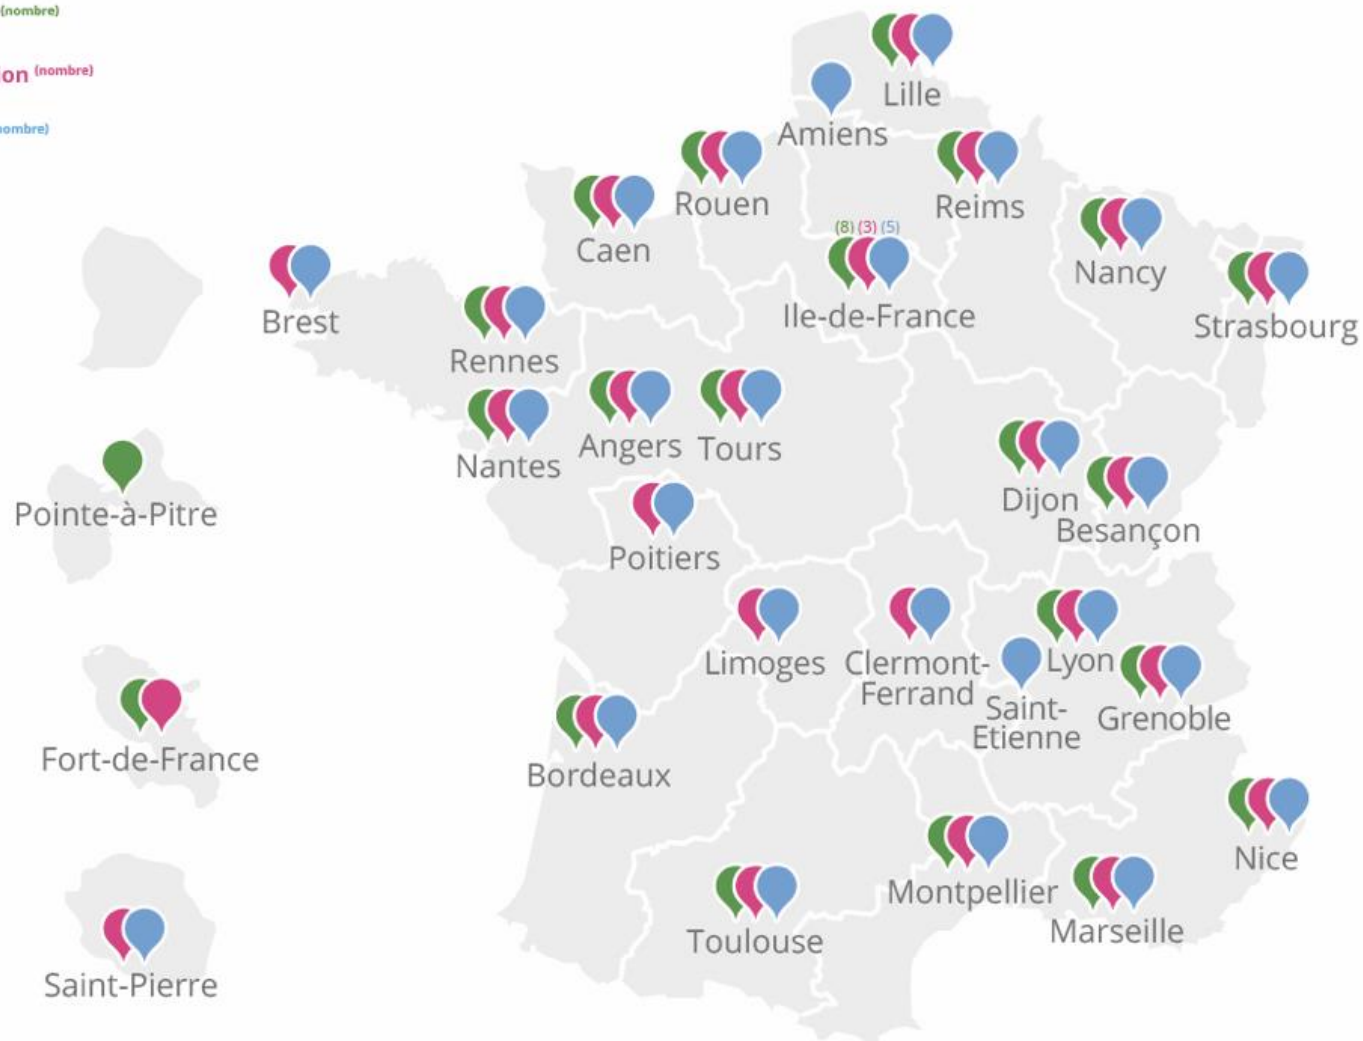 (nombre)
ion (nombre)
nombre)
Lille
Amiens
Rouen
Reims
Caen
(8) (3) (5)
Nancy
Ile-de-France
Brest
Strasbourg
Rennes
Angers
Tours
Nantes
Dijon
Pointe-à-Pitre
Besançon
Poitiers
Limoges
Clermont-
Ferrand
Lyon
Saint-
Etienne
Grenoble
Fort-de-France
Bordeaux
Nice
Montpellier
Marseille
Toulouse
Saint-Pierre